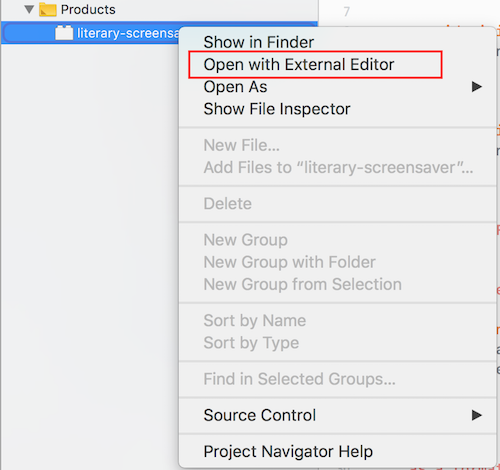 Products
7
literary-screensa
Show in Finder
Open with External Editor
Open As
Show File Inspector
New File...
Add Files to “literary-screensaver”...
Delete
New Group
New Group with Folder
New Group from Selection
Sort by Name
Sort by Type
Find in Selected Groups...
Source Control
Project Navigator Help